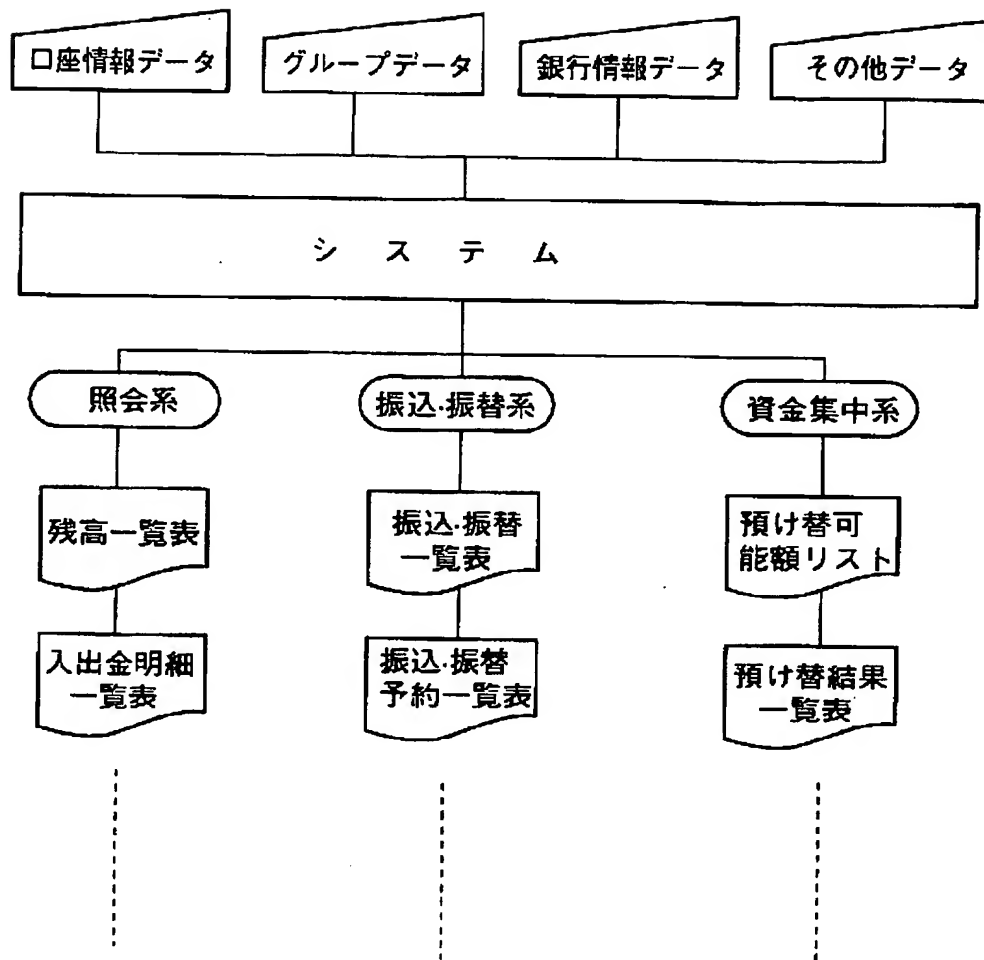 口座情報データ
グループデータ
銀行情報データ
その他データ
システム
照会系
振込·振替系
資金集中系
残高一覧表
振込·振替
一覧表
預け替可
能額リスト
入出金明細
一覧表
振込·振替
予約一覧表
預け替結果
一覧表